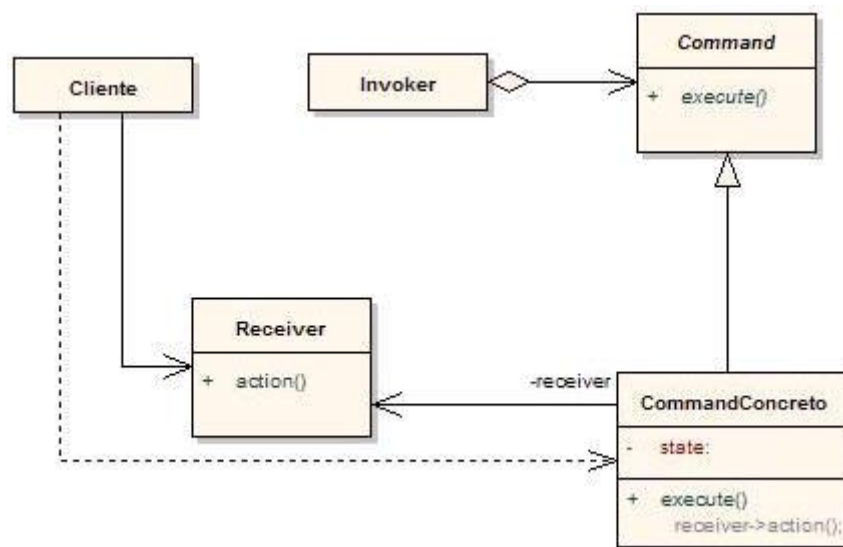 Command
+ execute()
Cliente
Invoker
Receiver
+ action()
-receiver
CommandConcreto
- state:
+ execute()
receiver->action();